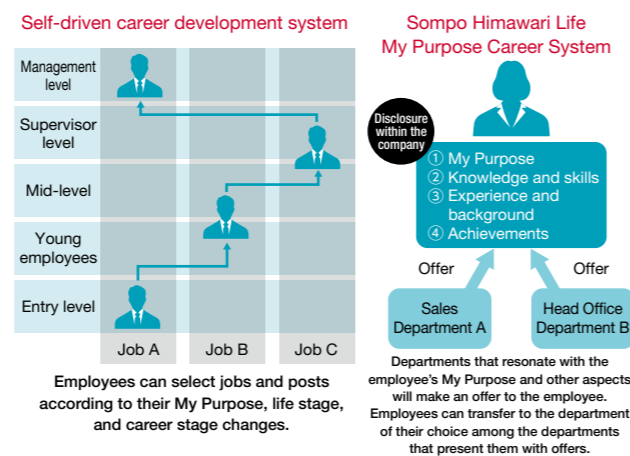 Self-driven career development system
Management
level
Supervisor
level
Mid-level
Young
employees
Entry level
Job A
Job B
Job C
Employees can select jobs and posts
according to their My Purpose, life stage,
and career stage changes.
Sompo Himawari Life
My Purpose Career System
Disclosure
within the
company
① My Purpose
② Knowledge and skills
③ Experience and
background
④ Achievements
Offer
Offer
Sales
Department A
Head Office
Department B
Departments that resonate with the
employee's My Purpose and other aspects
will make an offer to the employee.
Employees can transfer to the department
of their choice among the departments
that present them with offers.